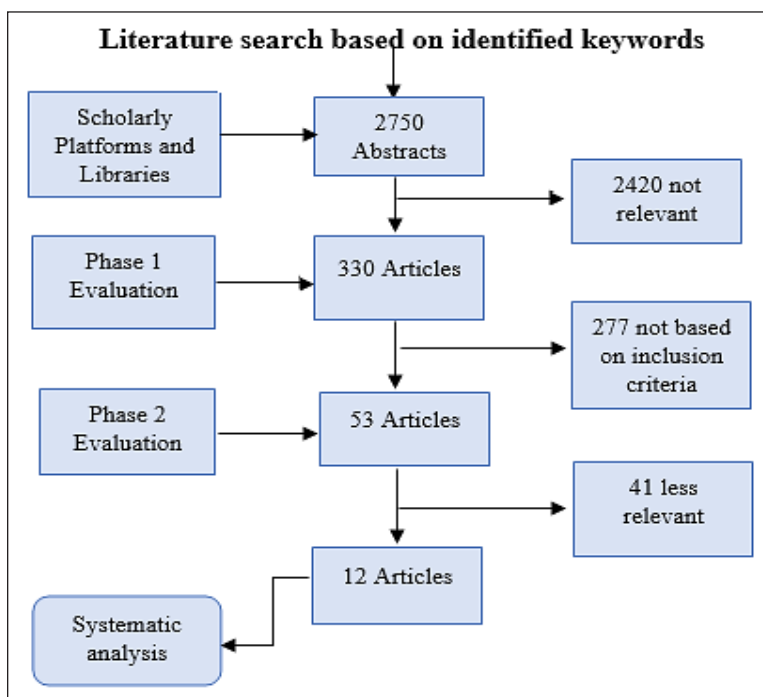 Literature search based on identified keywords
Scholarly
Platforms and
Libraries
2750
Abstracts
2420 not
relevant
Phase 1
Evaluation
330 Articles
277 not based
on inclusion
criteria
Phase 2
Evaluation
53 Articles
41 less
relevant
12 Articles
Systematic
analysis